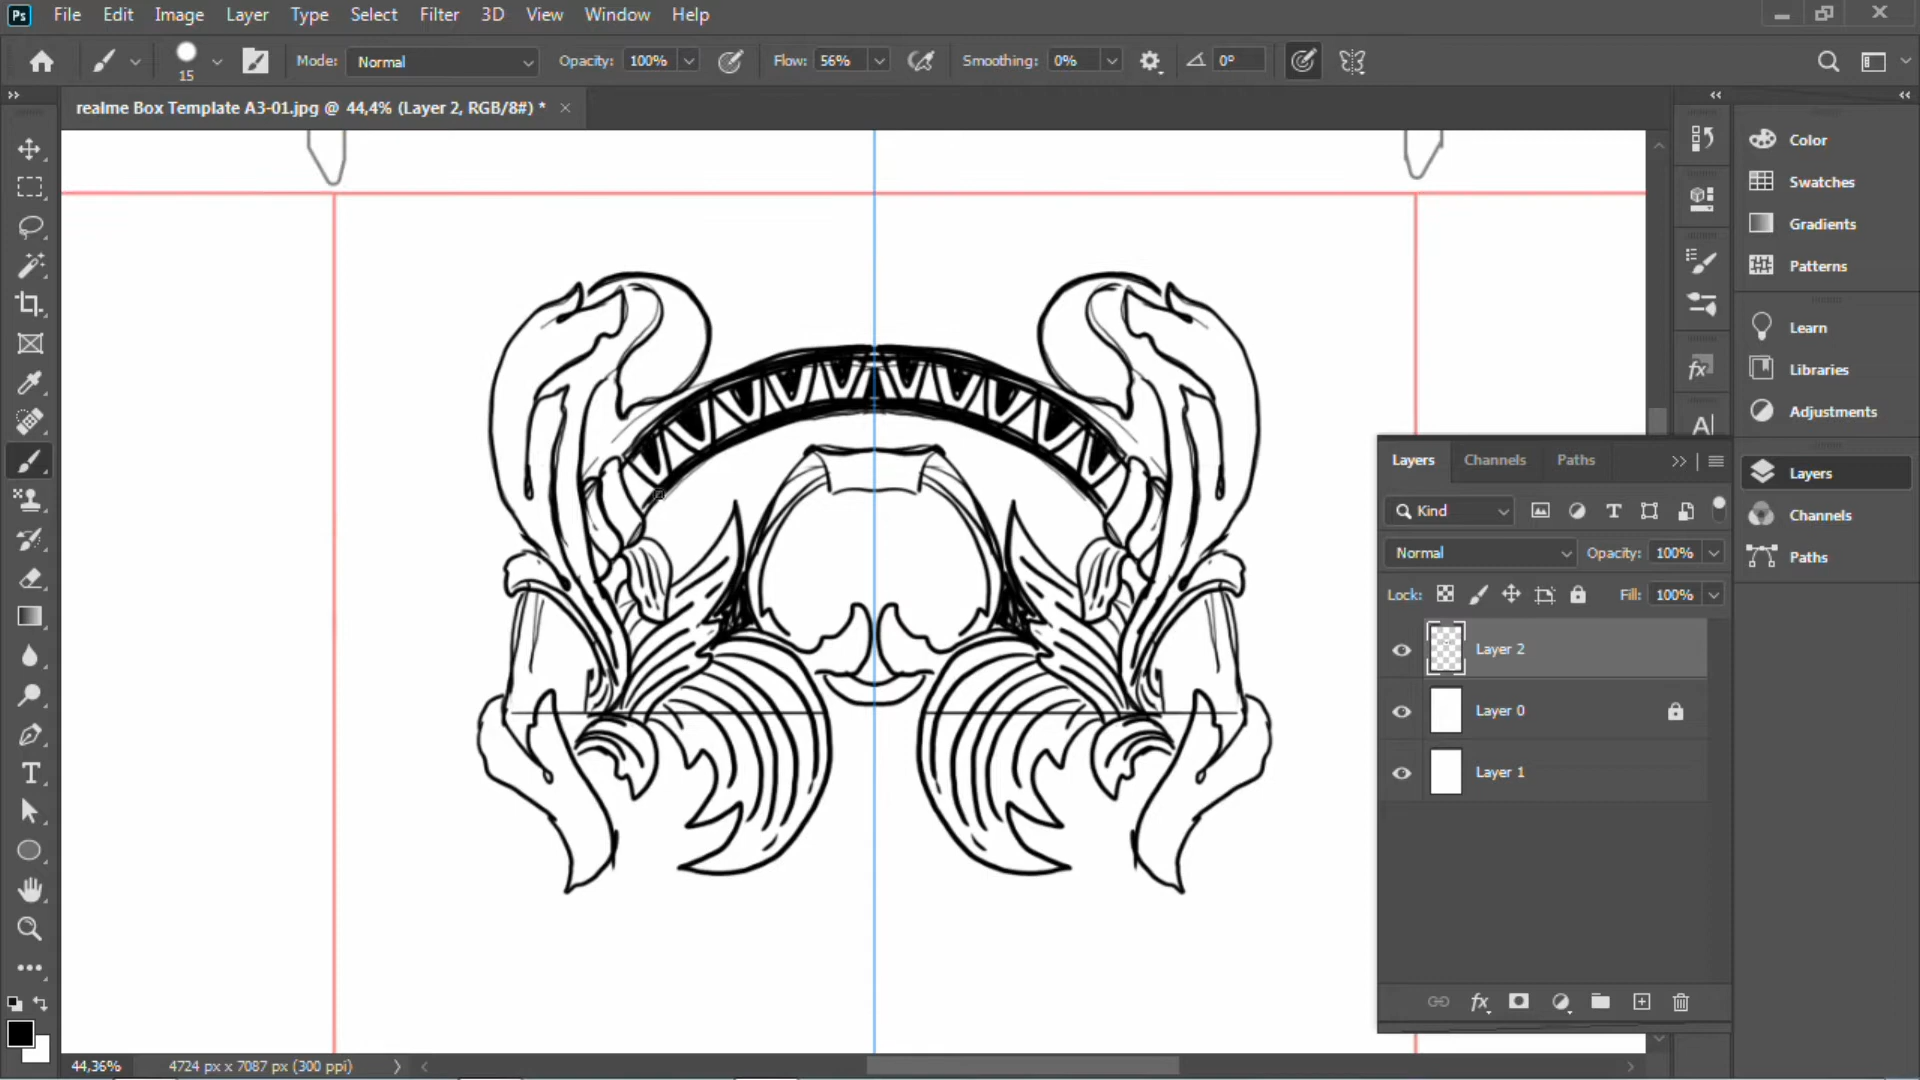 Ps File Edit Image Layer Type Select Filter 3D View Window Help
15 Mode: Normal Opacity: 100% Flow: 56% Smoothing: 0% 0°
realme Box Template A3-01.jpg @ 44,4% (Layer 2, RGB/8#) * ×
Color
Swatches
Gradients
Patterns
Learn
Libraries
Adjustments
Layers
Channels
Paths
Layers Channels Paths
Kind
Normal Opacity: 100%
Lock: Fill: 100%
Layer 2
Layer 0
Layer 1
fx
fx
A
T
T
44,36% 4724 px x 7087 px (300 ppi)